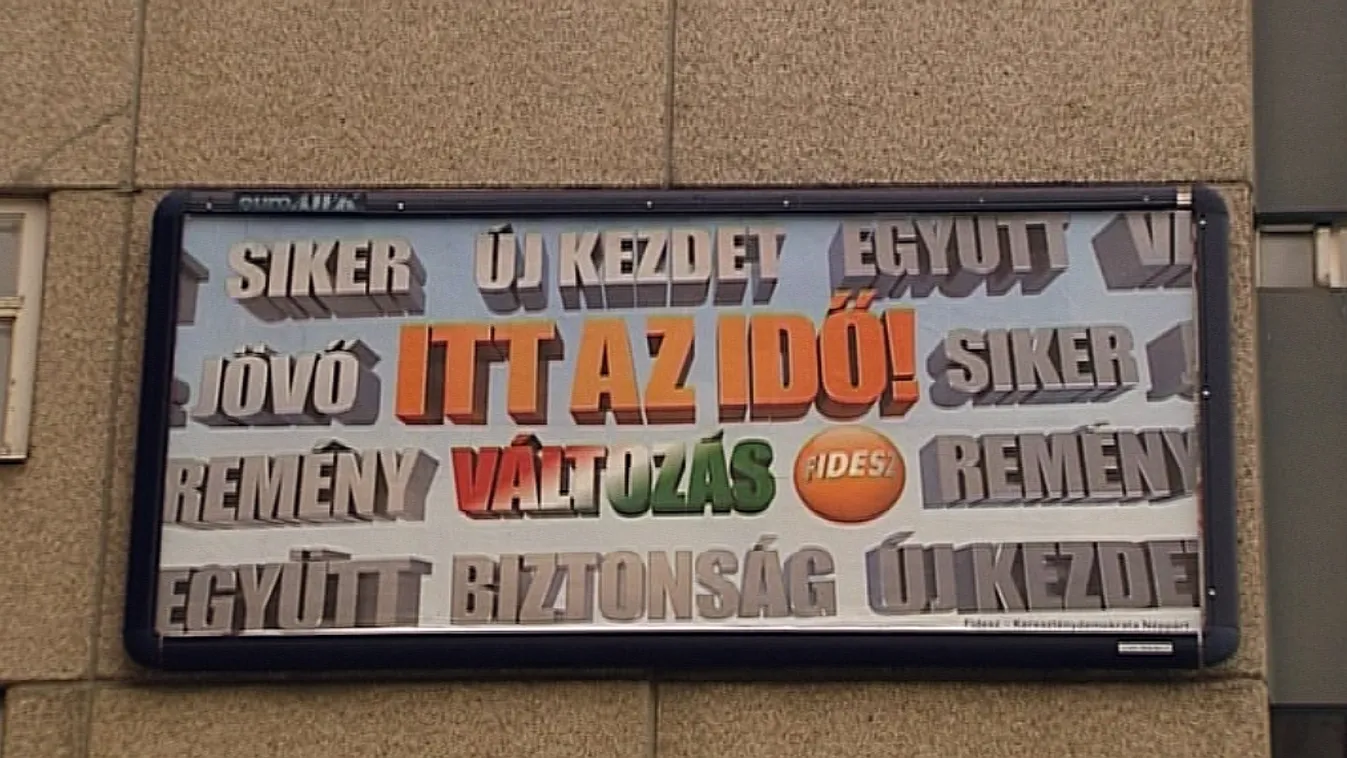 SIKER ÚJ KEZDET EGYÜTT
JÖVŐ ITT AZ IDŐ! SIKER
REMÉNY VÁLTOZÁS FIDESZ REMÉNY
EGYÜTT BIZTONSÁG ÚJ KEZDET
Fidesz - Kereszténydemokrata Néppárt